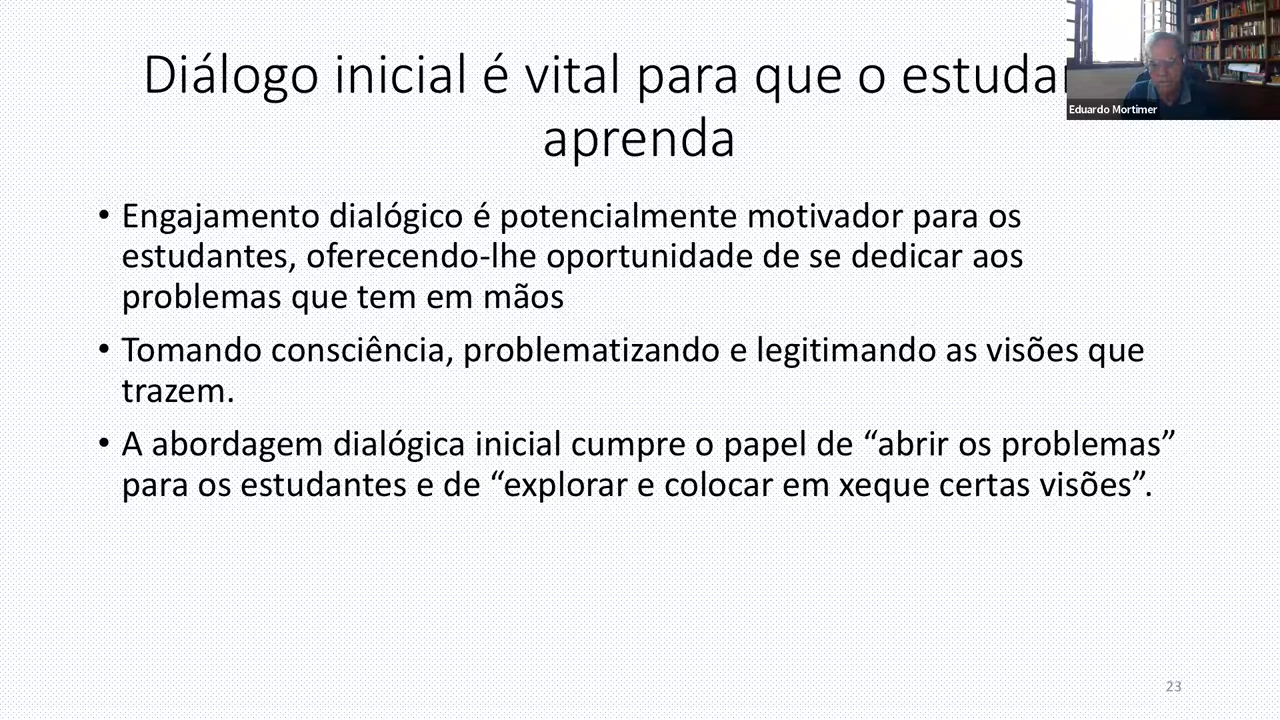 Diálogo inicial é vital para que o
aprenda
Eduardo Mortimer
• Engajamento dialógico é potencialmente motivador para os
estudantes, oferecendo-lhe oportunidade de se dedicar aos
problemas que tem em mãos
• Tomando consciência, problematizando e legitimando as visões que
trazem.
• A abordagem dialógica inicial cumpre o papel de “abrir os problemas”
para os estudantes e de “explorar e colocar em xeque certas visões”.
23